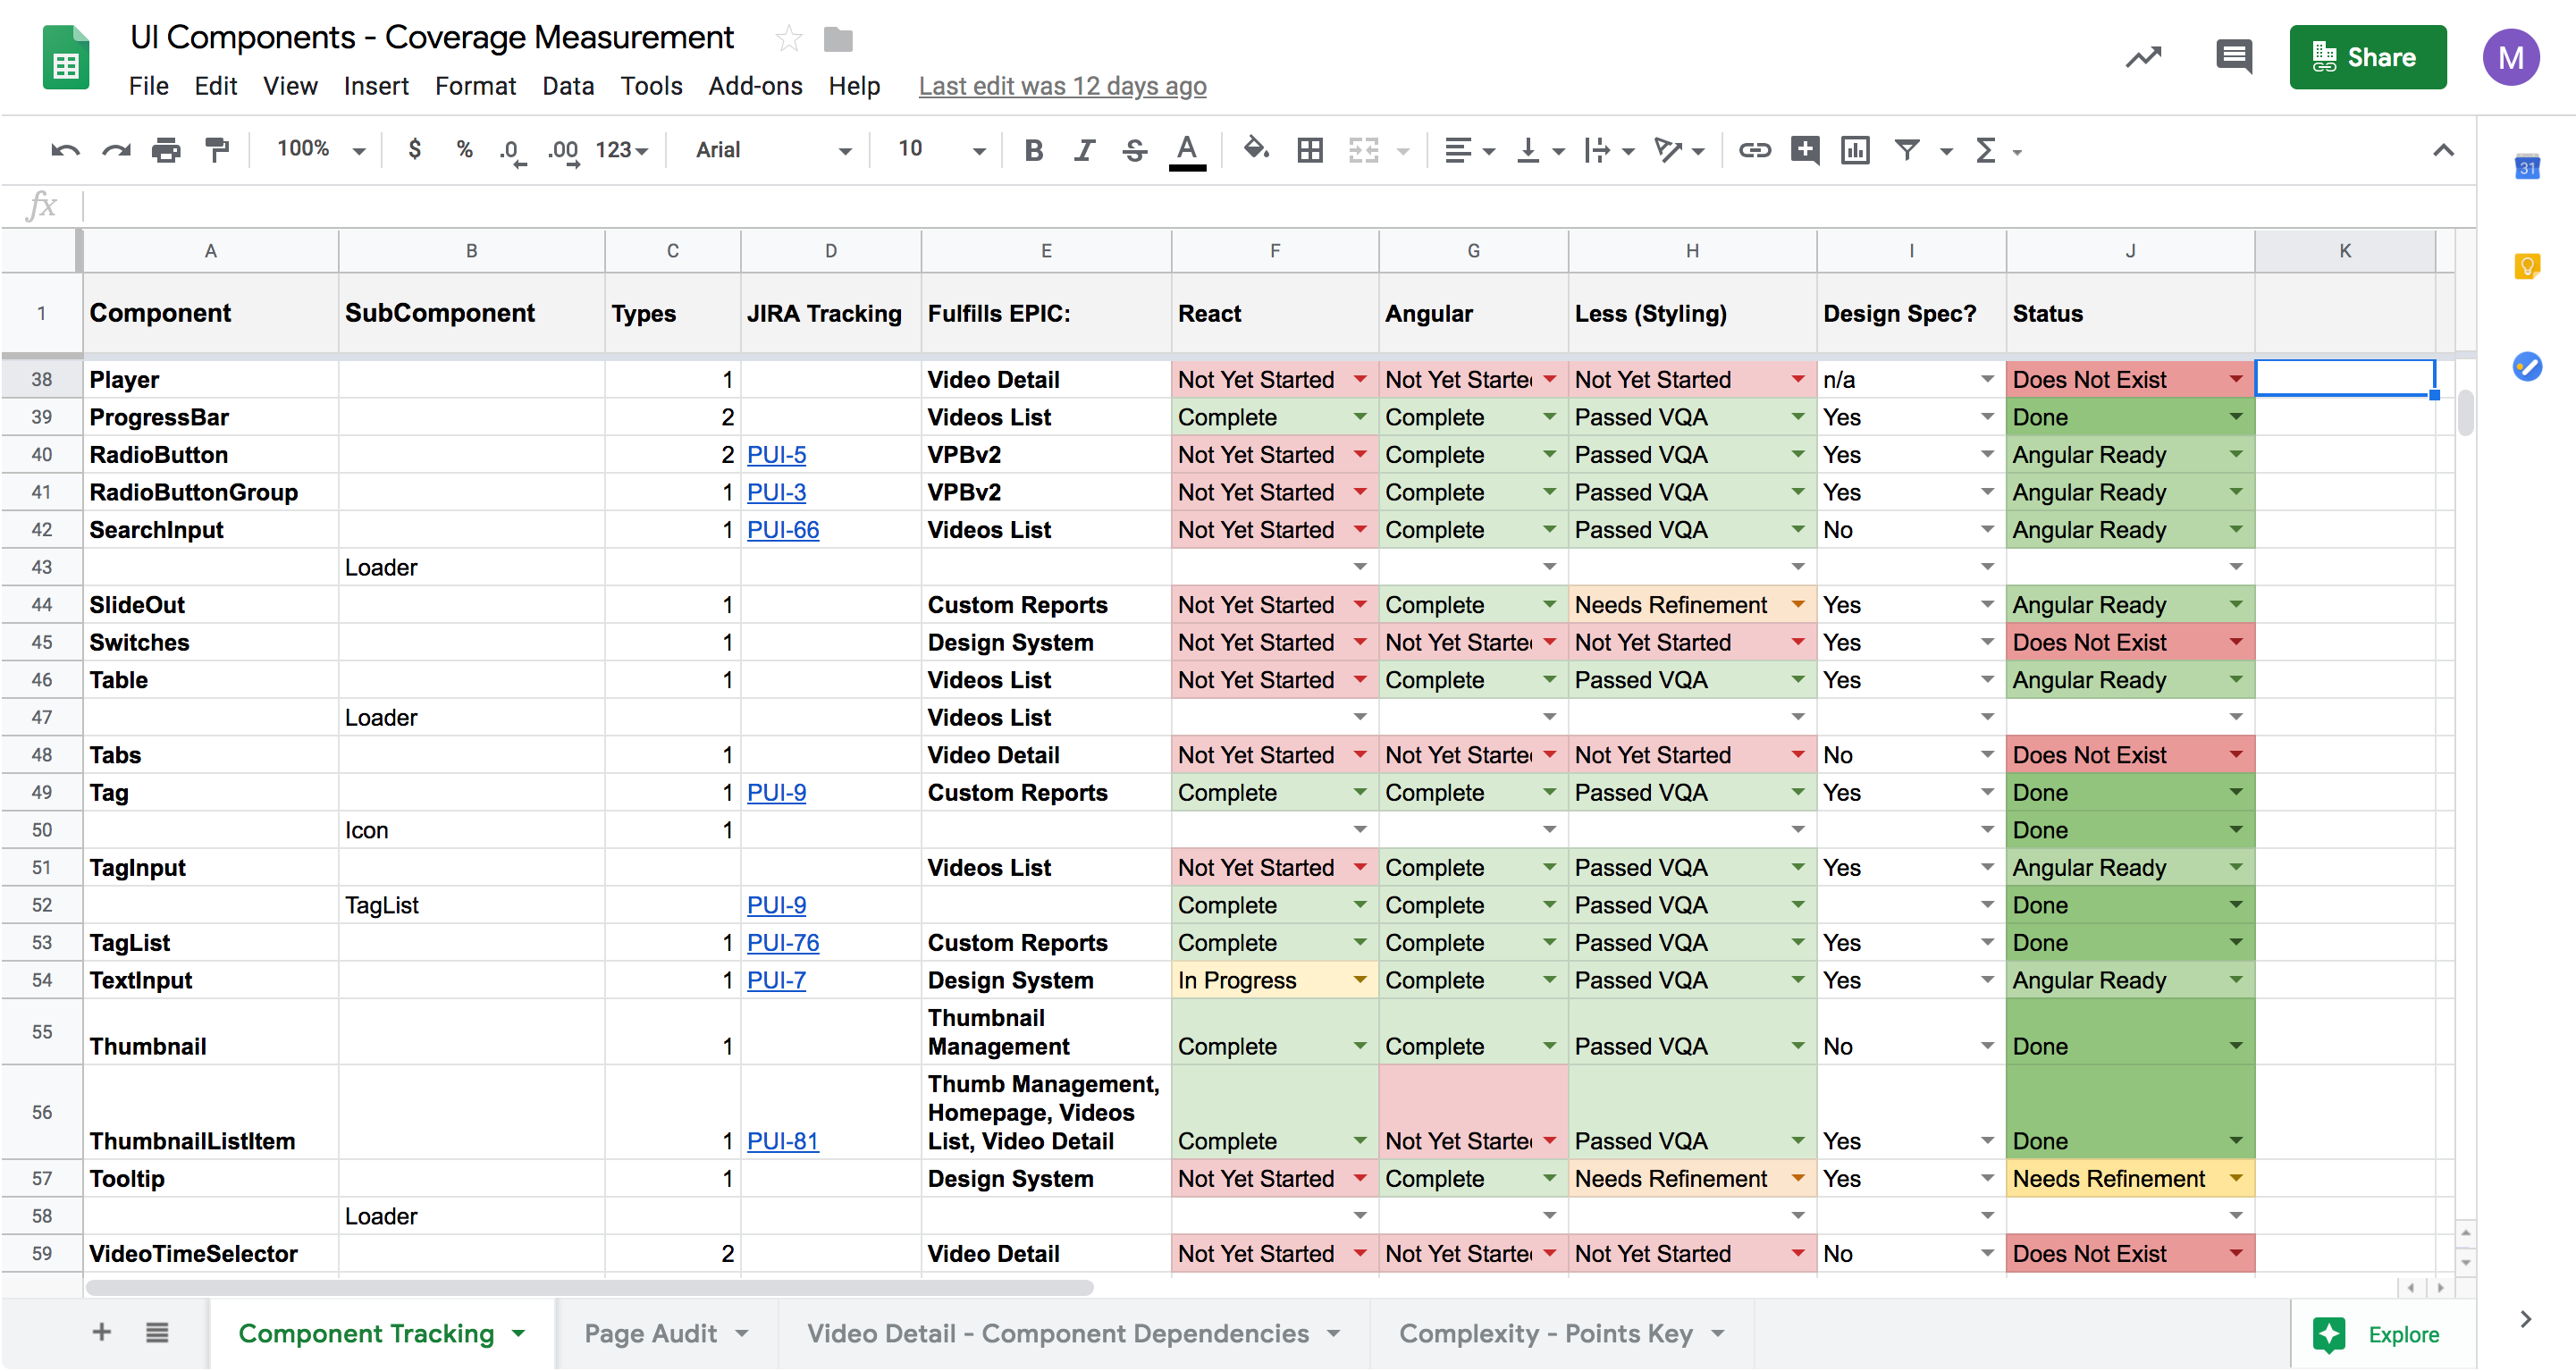 UI Components - Coverage Measurement
File Edit View Insert Format Data Tools Add-ons Help Last edit was 12 days ago
Share
M
100% $ % .0 .00 123 Arial 10 B I S A
31
fx
A B C D E F G H I J K
1 Component SubComponent Types JIRA Tracking Fulfills EPIC: React Angular Less (Styling) Design Spec? Status
38 Player 1 Video Detail Not Yet Started Not Yet Starte Not Yet Started n/a Does Not Exist
39 ProgressBar 2 Videos List Complete Complete Passed VQA Yes Done
40 RadioButton 2 PUI-5 VPBv2 Not Yet Started Complete Passed VQA Yes Angular Ready
41 RadioButtonGroup 1 PUI-3 VPBv2 Not Yet Started Complete Passed VQA Yes Angular Ready
42 SearchInput 1 PUI-66 Videos List Not Yet Started Complete Passed VQA No Angular Ready
43 Loader
44 SlideOut 1 Custom Reports Not Yet Started Complete Needs Refinement Yes Angular Ready
45 Switches 1 Design System Not Yet Started Not Yet Starte Not Yet Started Yes Does Not Exist
46 Table 1 Videos List Not Yet Started Complete Passed VQA Yes Angular Ready
47 Loader Videos List
48 Tabs 1 Video Detail Not Yet Started Not Yet Starte Not Yet Started No Does Not Exist
49 Tag 1 PUI-9 Custom Reports Complete Complete Passed VQA Yes Done
50 Icon 1 Done
51 TagInput Videos List Not Yet Started Complete Passed VQA Yes Angular Ready
52 TagList PUI-9 Complete Complete Passed VQA Done
53 TagList 1 PUI-76 Custom Reports Complete Complete Passed VQA Yes Done
54 TextInput 1 PUI-7 Design System In Progress Complete Passed VQA Yes Angular Ready
Thumbnail
55 Thumbnail 1 Management Complete Complete Passed VQA No Done
Thumb Management,
56 Homepage, Videos
ThumbnailListItem 1 PUI-81 List, Video Detail Complete Not Yet Starte Passed VQA Yes Done
57 Tooltip 1 Design System Not Yet Started Complete Needs Refinement Yes Needs Refinement
58 Loader
59 VideoTimeSelector 2 Video Detail Not Yet Started Not Yet Starte Not Yet Started No Does Not Exist
Component Tracking Page Audit Video Detail - Component Dependencies Complexity - Points Key Explore